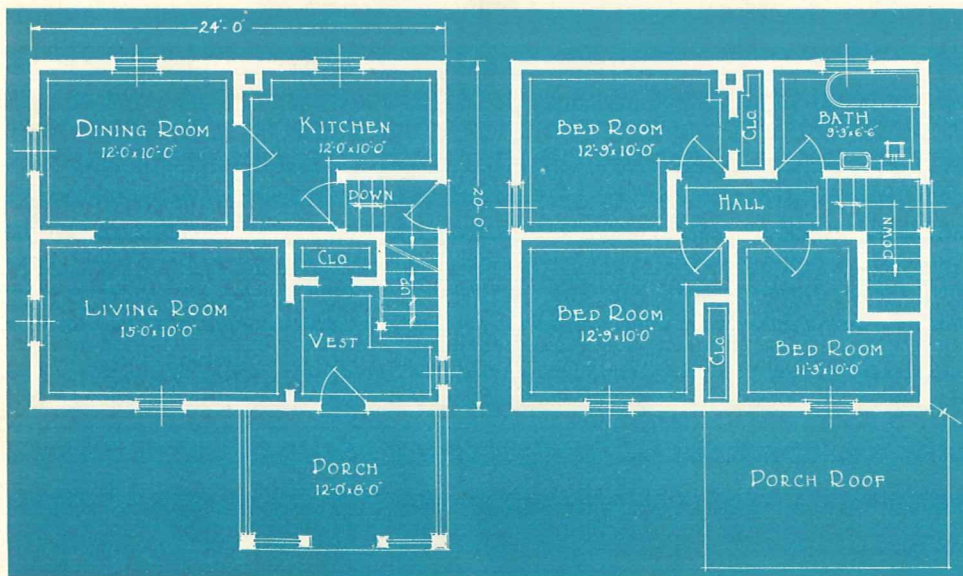 24'-0"
DINING ROOM
12'-0"x10'-0"
KITCHEN
12'-0"x10'-0"
DOWN
20'-0"
CLO.
UP
LIVING ROOM
15'-0"x10'-0"
VEST
PORCH
12'-0"x8'-0"
BED ROOM
12'-9"x10'-0"
CLO.
BATH
9'-3"x6'-6"
HALL
DOWN
BED ROOM
12'-9"x10'-0"
CLO.
BED ROOM
11'-3"x10'-0"
PORCH ROOF